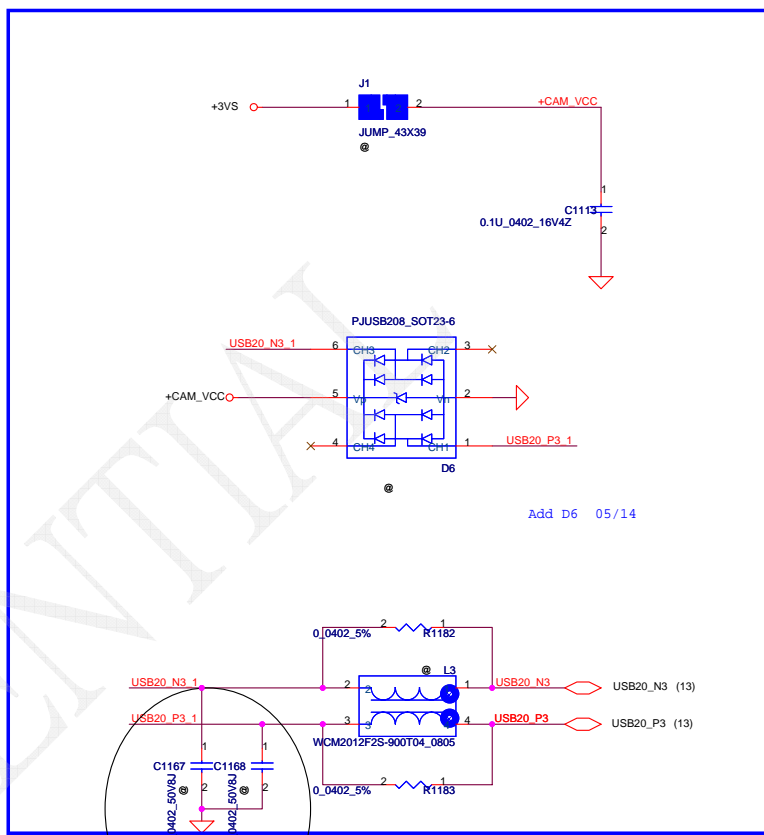 J1
+3VS
1
1
2
2
+CAM_VCC
JUMP_43X39
@
1
C1113
0.1U_0402_16V4Z
2
PJUSB208_SOT23-6
USB20_N3_1
6
CH3
CH2
3
+CAM_VCC
5
Vp
Vn
2
4
CH4
CH1
1
USB20_P3_1
D6
@
Add D6 05/14
2
1
0_0402_5%
R1182
@
L3
USB20_N3_1
2
2
1
USB20_N3
USB20_N3 (13)
USB20_P3_1
3
3
4
USB20_P3
USB20_P3 (13)
WCM2012F2S-900T04_0805
1
1
C1167
C1168
2
@
2
@
0402_50V8J
0402_50V8J
2
1
0_0402_5%
R1183
ENTIAL